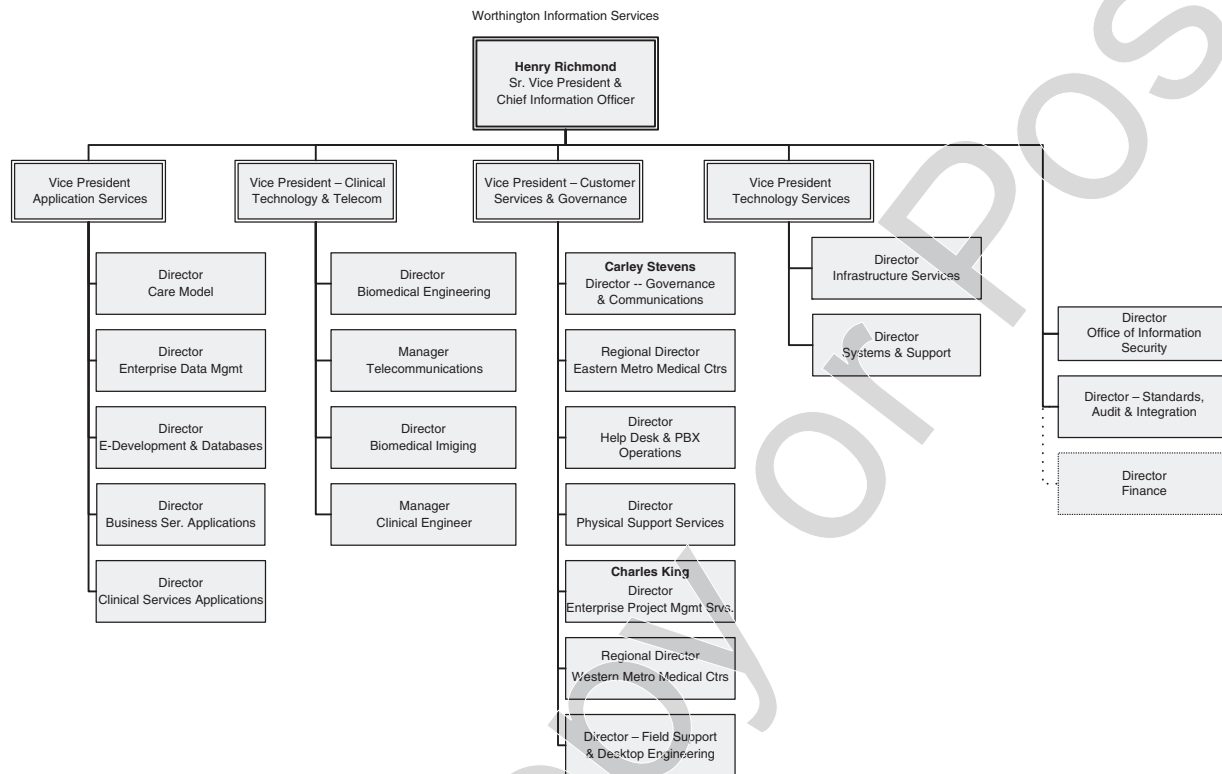 Worthington Information Services
Henry Richmond
Sr. Vice President &
Chief Information Officer
Vice President
Application Services
Vice President – Clinical
Technology & Telecom
Vice President – Customer
Services & Governance
Vice President
Technology Services
Director
Care Model
Director
Enterprise Data Mgmt
Director
E-Development & Databases
Director
Business Ser. Applications
Director
Clinical Services Applications
Director
Biomedical Engineering
Manager
Telecommunications
Director
Biomedical Imiging
Manager
Clinical Engineer
Carley Stevens
Director -- Governance
& Communications
Regional Director
Eastern Metro Medical Ctrs
Director
Help Desk & PBX
Operations
Director
Physical Support Services
Charles King
Director
Enterprise Project Mgmt Srvs.
Regional Director
Western Metro Medical Ctrs
Director – Field Support
& Desktop Engineering
Director
Infrastructure Services
Director
Systems & Support
Director
Office of Information
Security
Director – Standards,
Audit & Integration
Director
Finance
opy or Pos